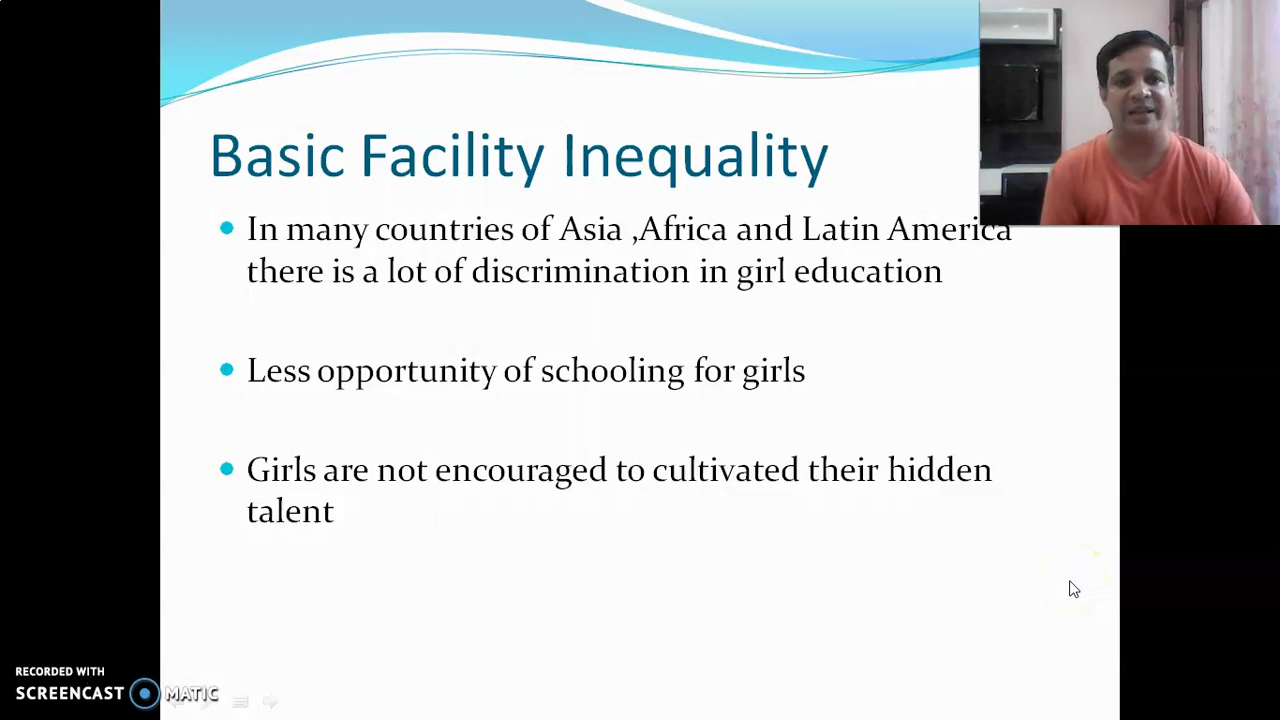 Basic Facility Inequality
In many countries of Asia ,Africa and Latin America
there is a lot of discrimination in girl education
Less opportunity of schooling for girls
Girls are not encouraged to cultivated their hidden
talent
RECORDED WITH
SCREENCAST MATIC